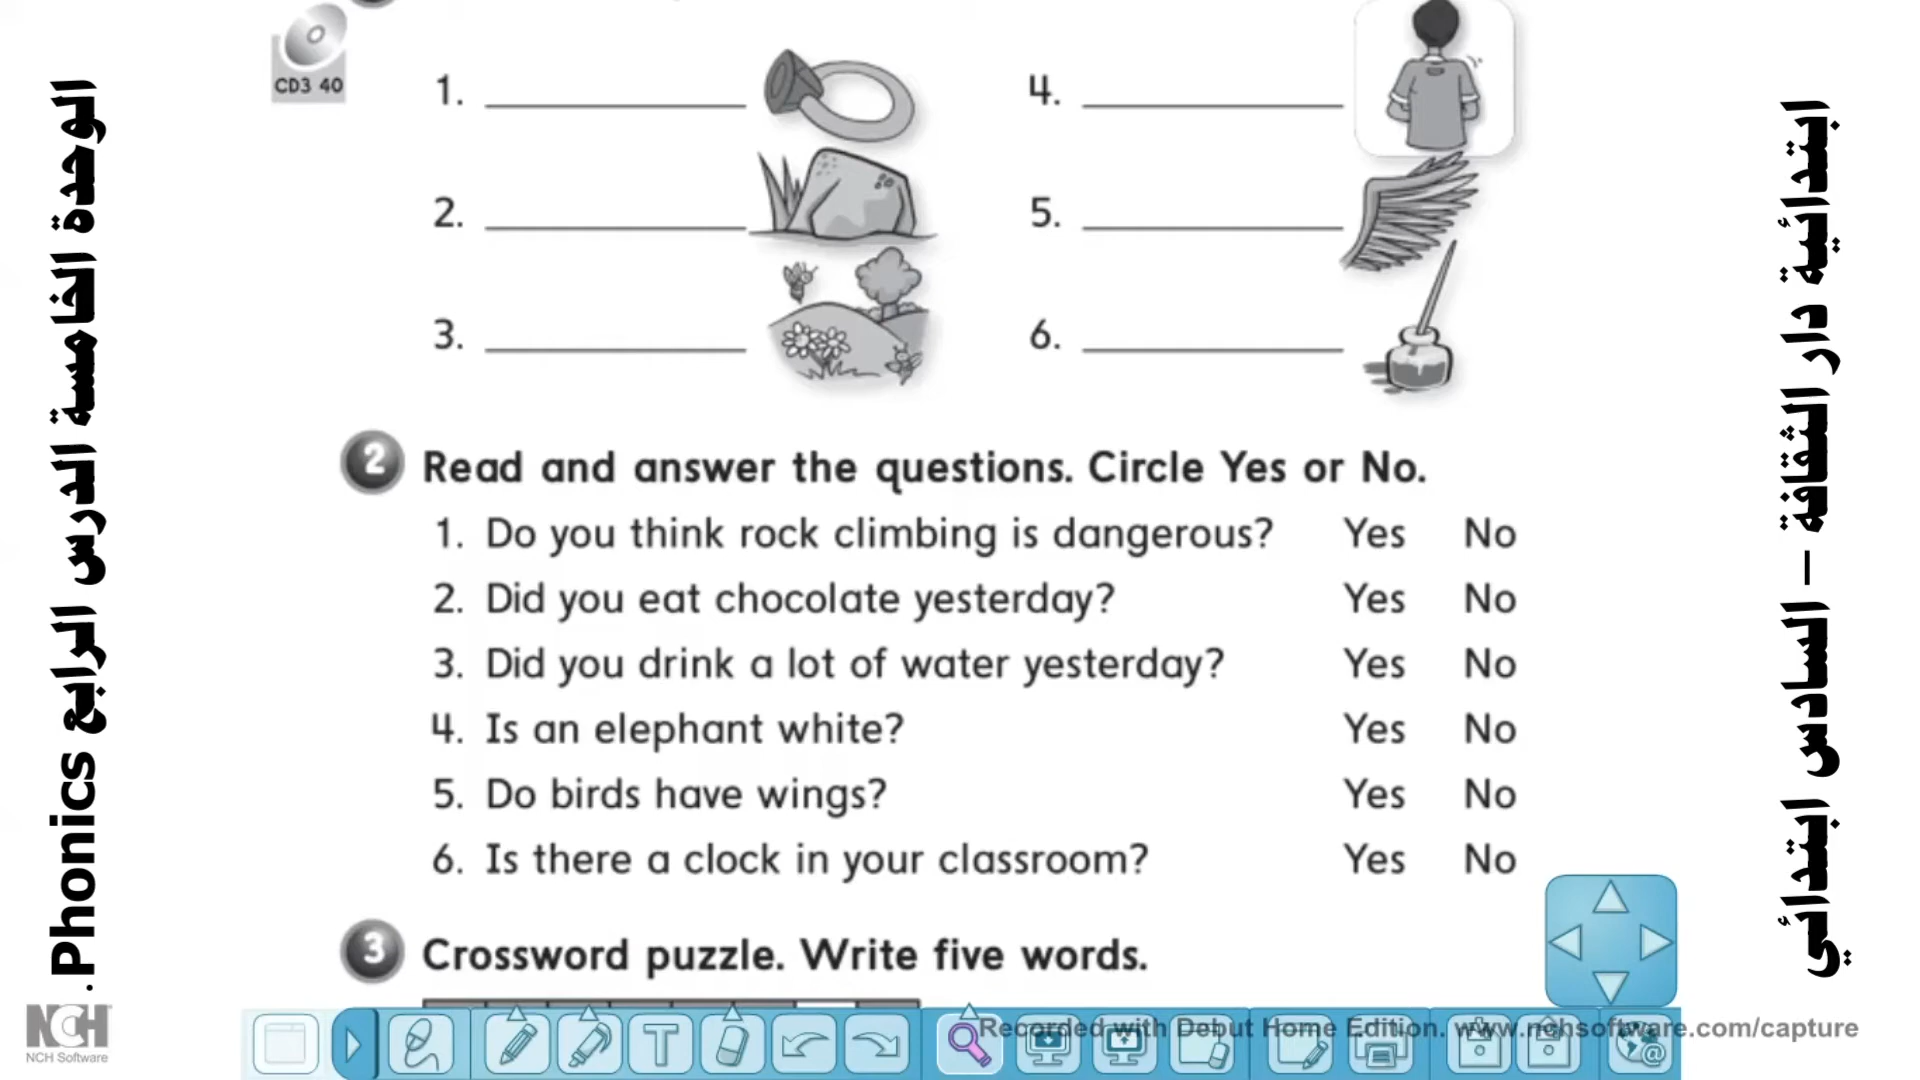 الوحدة الخامسة الدرس الرابع Phonics.
CD3 40
1.
2.
3.
4.
5.
6.
2 Read and answer the questions. Circle Yes or No.
1. Do you think rock climbing is dangerous? Yes No
2. Did you eat chocolate yesterday? Yes No
3. Did you drink a lot of water yesterday? Yes No
4. Is an elephant white? Yes No
5. Do birds have wings? Yes No
6. Is there a clock in your classroom? Yes No
3 Crossword puzzle. Write five words.
ابتدائية دار الثقافة – السادس ابتدائي
NCH
NCH Software
T
Recorded with Debut Home Edition. www.nchsoftware.com/capture